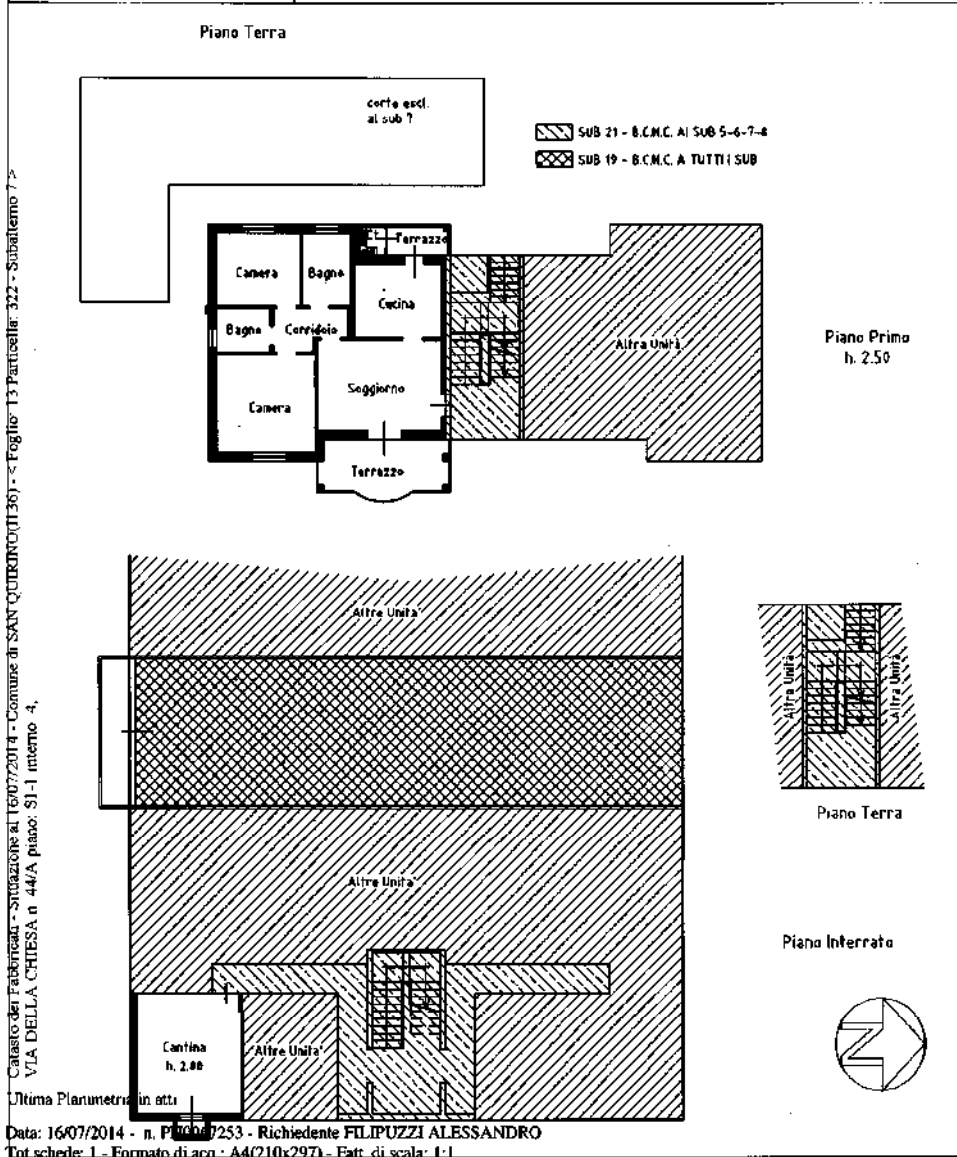 Piano Terra
corte escl.
al sub 7
SUB 21 - B.C.N.C. AI SUB 5-6-7-8
SUB 19 - B.C.N.C. A TUTTI I SUB
Terrazzo
Camera
Bagno
Cucina
Bagno
Corridoio
Altra Unità
Piano Primo
h. 2.50
Soggiorno
Camera
Terrazzo
Altre Unita'
Altra Unità
Altra Unità
Piano Terra
Altre Unita'
Piano Interrato
Cantina
h. 2.00
Altre Unita'
N
Catasto dei Fabbricati - Situazione al 16/07/2014 - Comune di SAN QUIRINO(I136) - < Foglio: 13 Particella: 322 - Subalterno 7 >
VIA DELLA CHIESA n. 44/A piano: S1-1 interno 4,
Ultima Planimetria in atti
Data: 16/07/2014 - n. - Richiedente FILIPUZZI ALESSANDRO
Tot schede: 1 - Formato di acq.: A4(210x297) - Fatt. di scala: 1:1